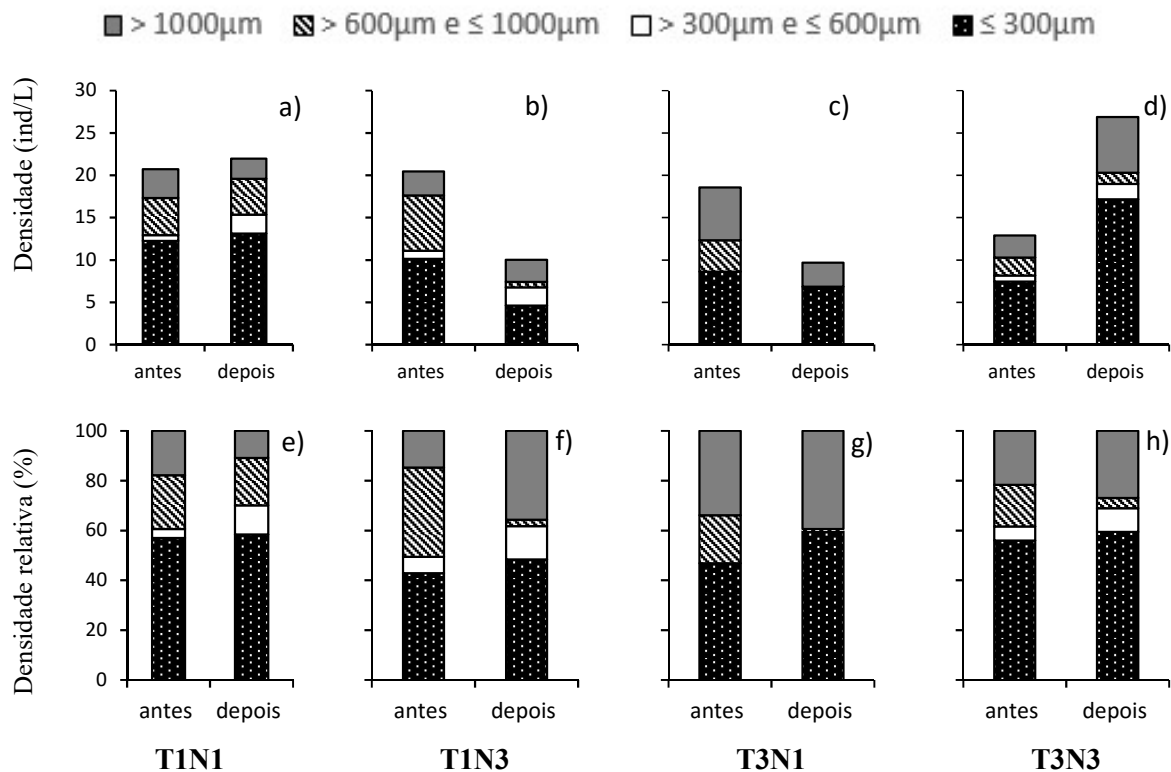 > 1000µm > 600µm e ≤ 1000µm > 300µm e ≤ 600µm ≤ 300µm
Densidade (ind/L)
30
25
20
15
10
5
0
a)
antes depois
b)
antes depois
c)
antes depois
d)
antes depois
Densidade relativa (%)
100
80
60
40
20
0
e)
antes depois
f)
antes depois
g)
antes depois
h)
antes depois
T1N1 T1N3 T3N1 T3N3